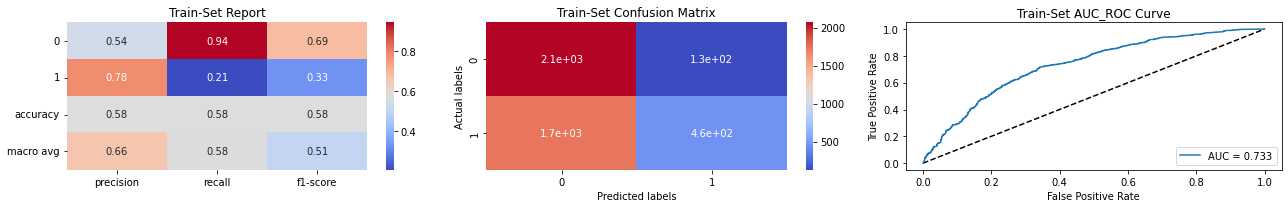 Train-Set Report
0 0.54 0.94 0.69
1 0.78 0.21 0.33
accuracy 0.58 0.58 0.58
macro avg 0.66 0.58 0.51
precision recall f1-score
0.8
0.6
0.4
Train-Set Confusion Matrix
Actual labels
0 2.1e+03 1.3e+02
1 1.7e+03 4.6e+02
0 1
Predicted labels
2000
1500
1000
500
Train-Set AUC_ROC Curve
True Positive Rate
1.0
0.8
0.6
0.4
0.2
0.0
AUC = 0.733
0.0 0.2 0.4 0.6 0.8 1.0
False Positive Rate